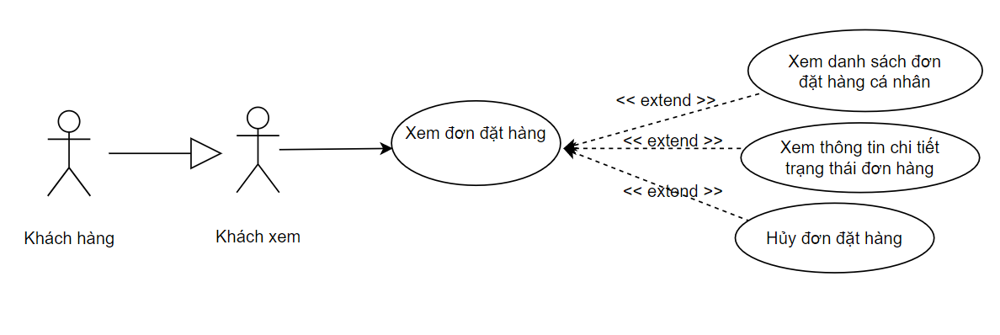 Khách hàng
Khách xem
Xem đơn đặt hàng
<< extend >>
<< extend >>
<< extend >>
Xem danh sách đơn
đặt hàng cá nhân
Xem thông tin chi tiết
trạng thái đơn hàng
Hủy đơn đặt hàng